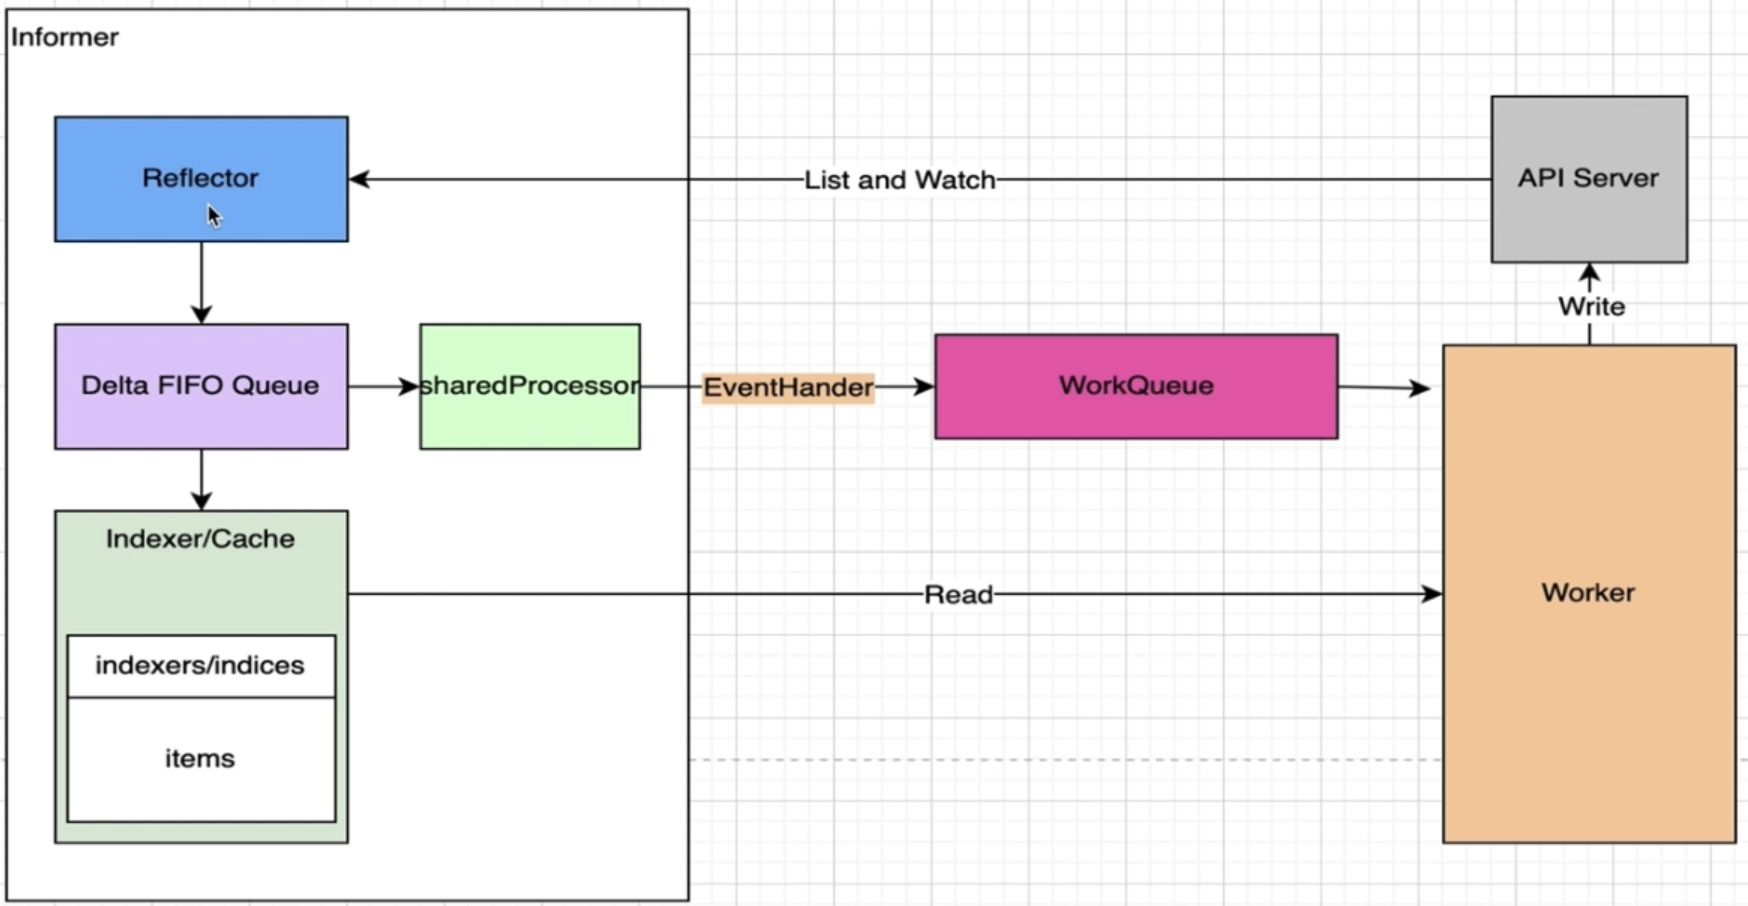 Informer
Reflector
List and Watch
API Server
Write
Delta FIFO Queue
sharedProcessor
EventHander
WorkQueue
Indexer/Cache
Read
Worker
indexers/indices
items